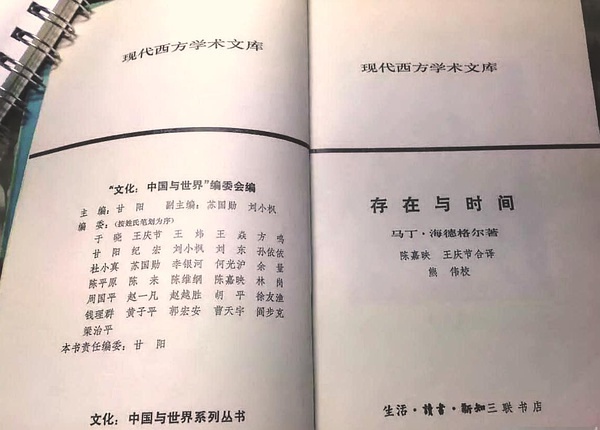 现代西方学术文库
“文化：中国与世界”编委会编
主　编：甘　阳　　副主编：苏国勋　刘小枫
编　委：（按姓氏笔划为序）
于　晓　王庆节　王　炜　王　焱　方　鸣
甘　阳　纪　宏　刘小枫　刘　东　孙依依
杜小真　苏国勋　李银河　何光沪　余　量
陈平原　陈　来　陈维纲　陈嘉映　林　岗
周国平　赵一凡　赵越胜　胡　平　徐友渔
钱理群　黄子平　郭宏安　曹天宇　阎步克
梁治平
本书责任编委：甘　阳
文化：中国与世界系列丛书
现代西方学术文库
存在与时间
马丁·海德格尔著
陈嘉映　王庆节合译
熊　伟校
生活·读书·新知三联书店